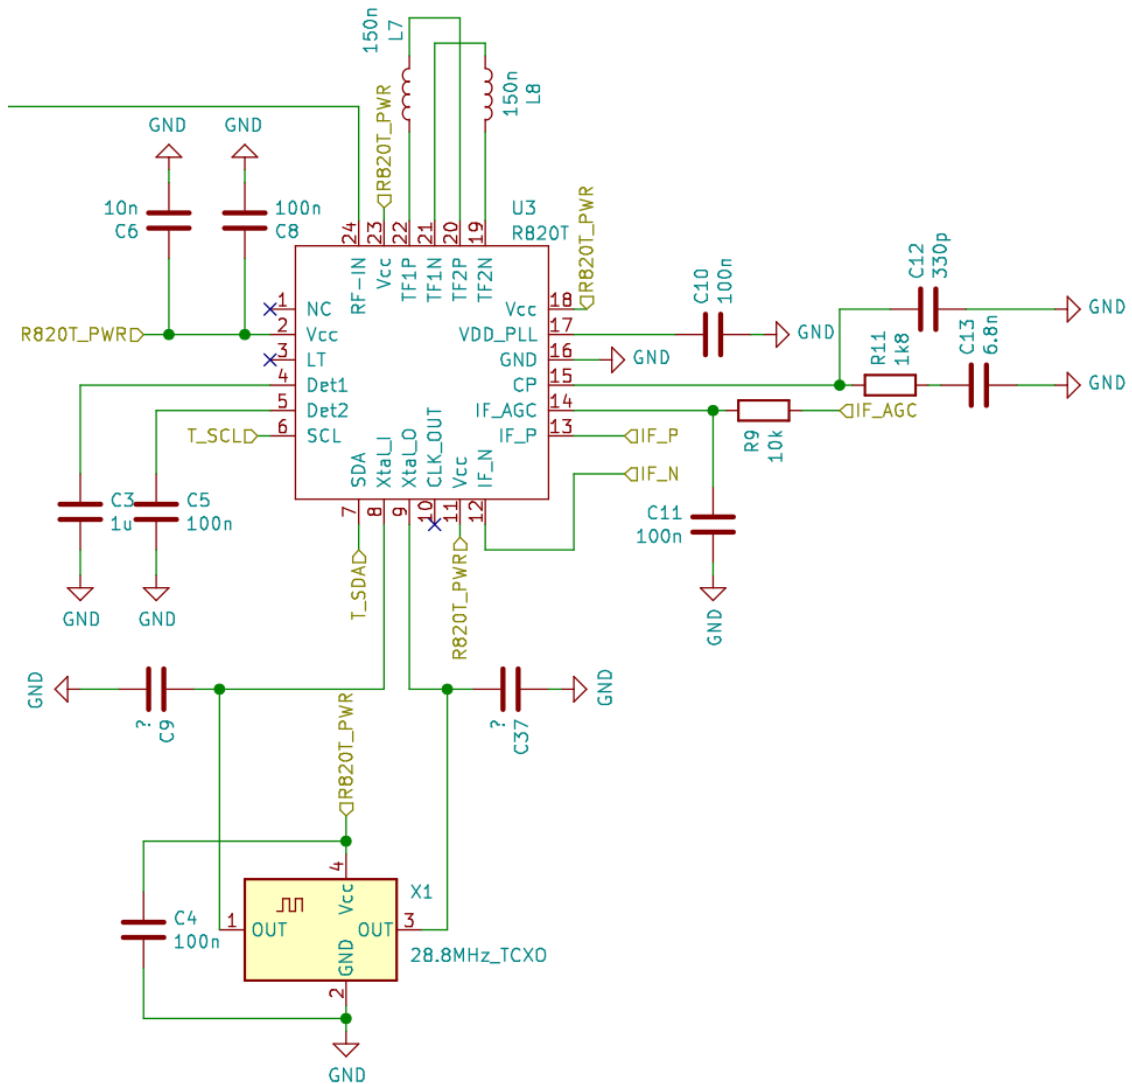 150n
L7
150n
L8
R820T_PWR
GND
GND
10n
C6
100n
C8
U3
R820T
R820T_PWR
24
23
22
21
20
19
RF-IN
Vcc
TF1P
TF1N
TF2P
TF2N
C10
100n
C12
330p
GND
1
NC
Vcc
18
R820T_PWR
2
Vcc
VDD_PLL
17
GND
3
LT
GND
16
GND
R11
1k8
C13
6.8n
GND
4
Det1
CP
15
5
Det2
IF_AGC
14
IF_AGC
R9
10k
T_SCL
6
SCL
IF_P
13
IF_P
IF_N
SDA
Xtal_I
Xtal_O
CLK_OUT
Vcc
IF_N
7
8
9
10
11
12
C3
1u
C5
100n
C11
100n
GND
GND
T_SDA
R820T_PWR
GND
GND
?
C9
?
C37
GND
R820T_PWR
4
Vcc
X1
C4
100n
1
OUT
OUT
3
28.8MHz_TCXO
GND
2
GND